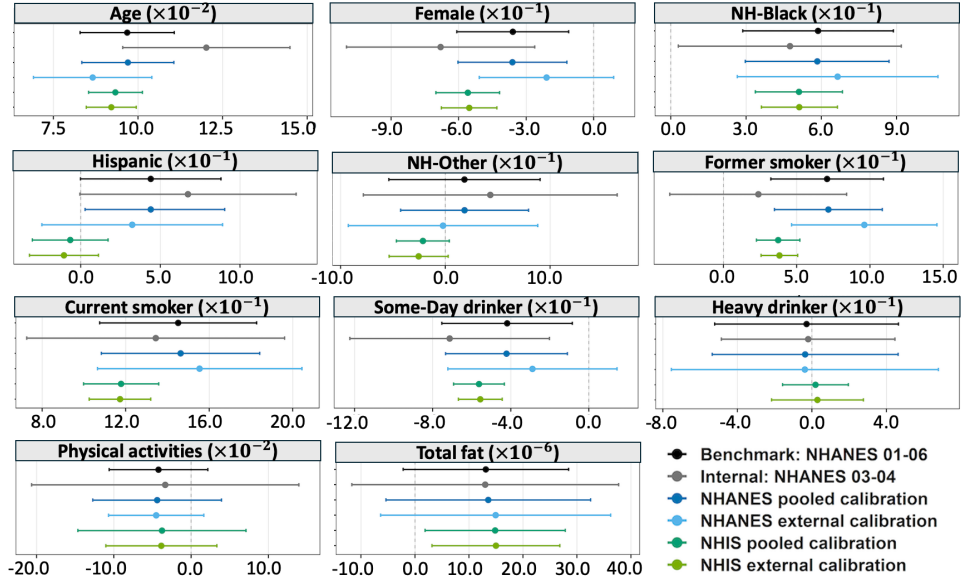 Age (×10⁻²)
7.5 10.0 12.5 15.0
Female (×10⁻¹)
-9.0 -6.0 -3.0 0.0
NH-Black (×10⁻¹)
0.0 3.0 6.0 9.0
Hispanic (×10⁻¹)
0.0 5.0 10.0
NH-Other (×10⁻¹)
-10.0 0.0 10.0
Former smoker (×10⁻¹)
0.0 5.0 10.0 15.0
Current smoker (×10⁻¹)
8.0 12.0 16.0 20.0
Some-Day drinker (×10⁻¹)
-12.0 -8.0 -4.0 0.0
Heavy drinker (×10⁻¹)
-8.0 -4.0 0.0 4.0
Physical activities (×10⁻²)
-20.0 -10.0 0.0 10.0
Total fat (×10⁻⁶)
-10.0 0.0 10.0 20.0 30.0 40.0
Benchmark: NHANES 01-06
Internal: NHANES 03-04
NHANES pooled calibration
NHANES external calibration
NHIS pooled calibration
NHIS external calibration